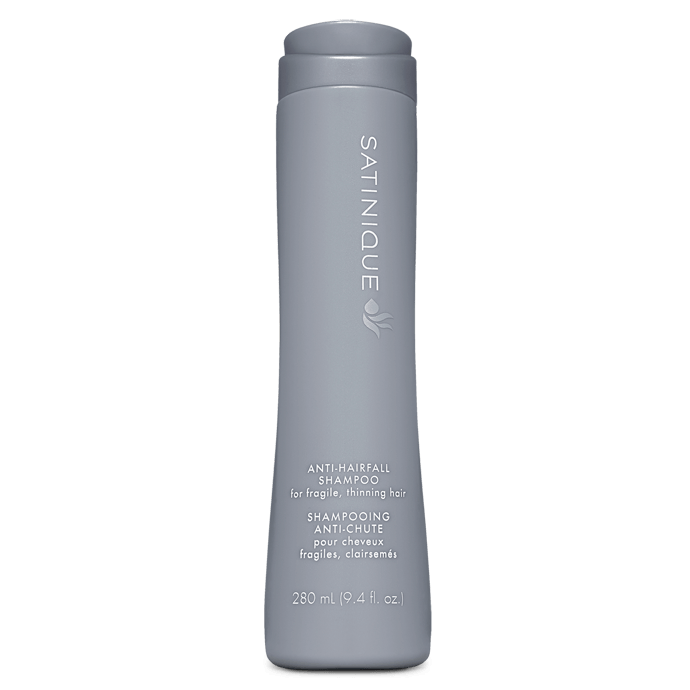 SATINIQUE
ANTI-HAIRFALL
SHAMPOO
for fragile, thinning hair
SHAMPOOING
ANTI-CHUTE
pour cheveux
fragiles, clairsemés
280 mL (9.4 fl. oz.)